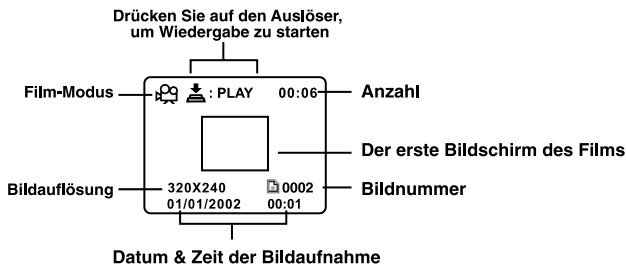 Drücken Sie auf den Auslöser,
um Wiedergabe zu starten
Film-Modus
: PLAY
00:06
Anzahl
Der erste Bildschirm des Films
Bildauflösung
320X240
0002
Bildnummer
01/01/2002
00:01
Datum & Zeit der Bildaufnahme